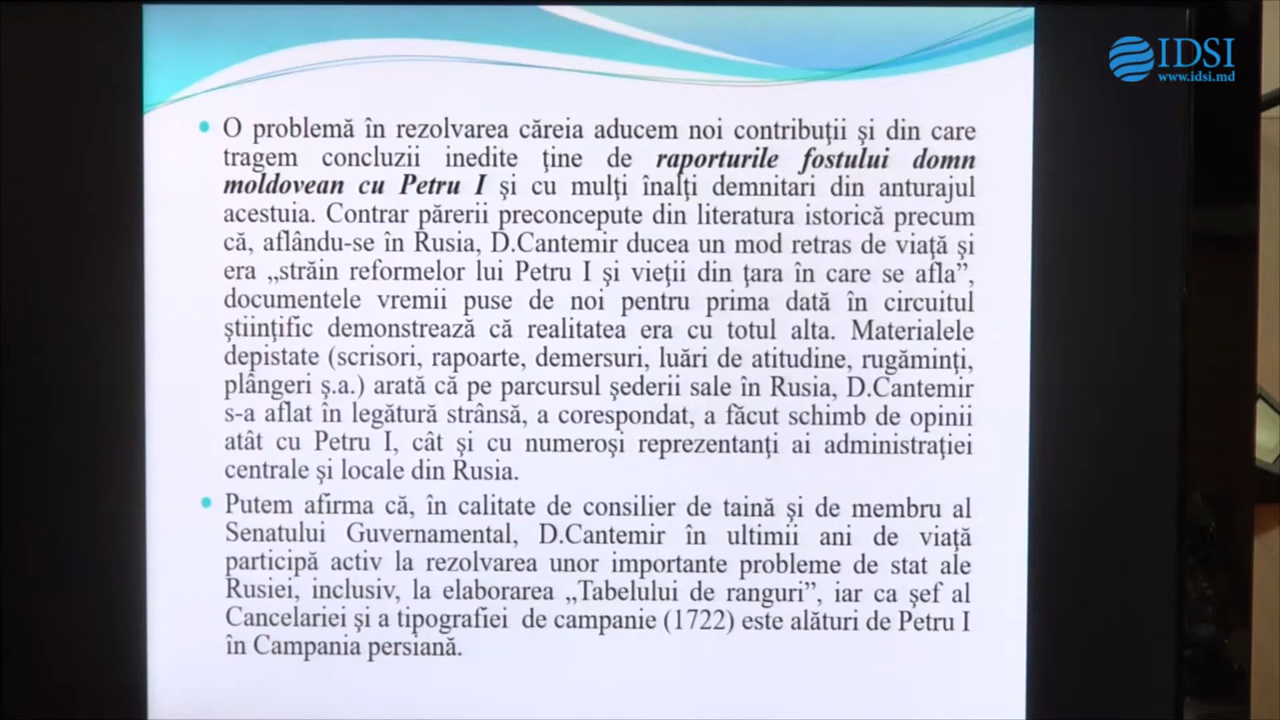 IDSI
www.idsi.md
• O problemă în rezolvarea căreia aducem noi contribuţii şi din care
tragem concluzii inedite ţine de raporturile fostului domn
moldovean cu Petru I şi cu mulţi înalţi demnitari din anturajul
acestuia. Contrar părerii preconcepute din literatura istorică precum
că, aflându-se în Rusia, D.Cantemir ducea un mod retras de viaţă şi
era „străin reformelor lui Petru I şi vieţii din ţara în care se afla”,
documentele vremii puse de noi pentru prima dată în circuitul
ştiinţific demonstrează că realitatea era cu totul alta. Materialele
depistate (scrisori, rapoarte, demersuri, luări de atitudine, rugăminţi,
plângeri ş.a.) arată că pe parcursul şederii sale în Rusia, D.Cantemir
s-a aflat în legătură strânsă, a corespondat, a făcut schimb de opinii
atât cu Petru I, cât şi cu numeroşi reprezentanţi ai administraţiei
centrale şi locale din Rusia.
• Putem afirma că, în calitate de consilier de taină şi de membru al
Senatului Guvernamental, D.Cantemir în ultimii ani de viaţă
participă activ la rezolvarea unor importante probleme de stat ale
Rusiei, inclusiv, la elaborarea „Tabelului de ranguri”, iar ca şef al
Cancelariei şi a tipografiei de campanie (1722) este alături de Petru I
în Campania persiană.